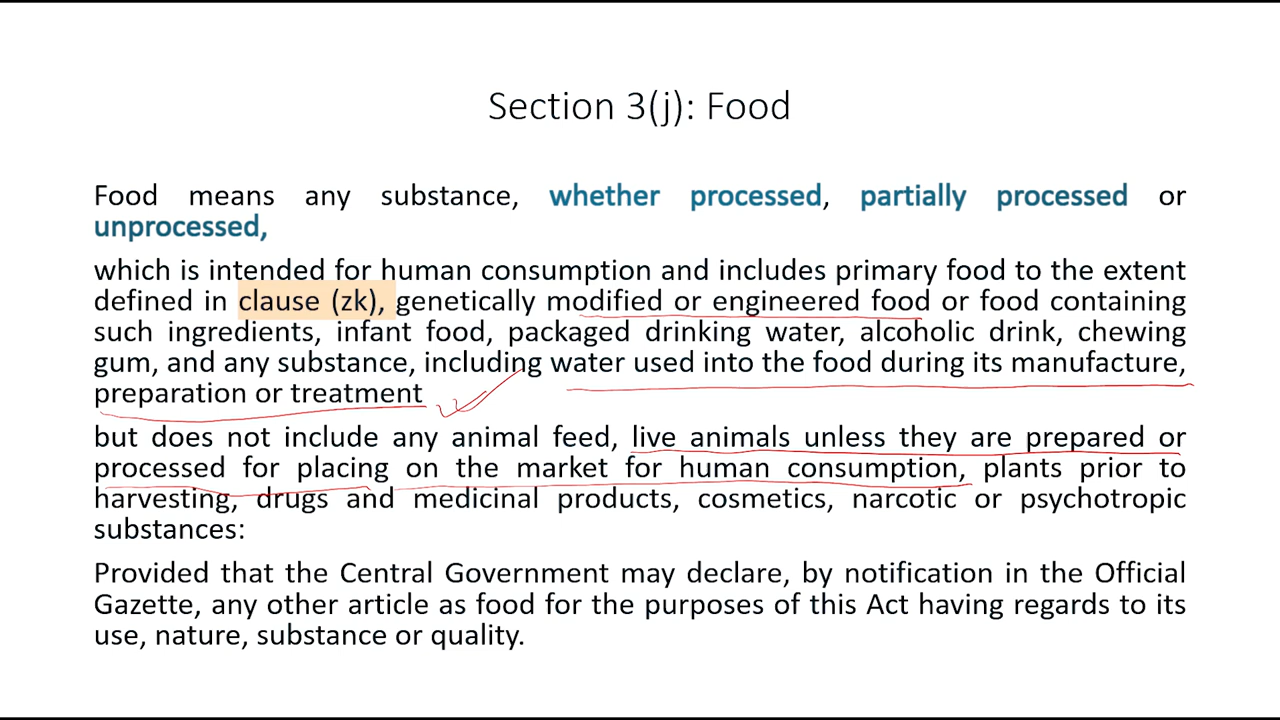 Section 3(j): Food
Food means any substance, whether processed, partially processed or
unprocessed,
which is intended for human consumption and includes primary food to the extent
defined in clause (zk), genetically modified or engineered food or food containing
such ingredients, infant food, packaged drinking water, alcoholic drink, chewing
gum, and any substance, including water used into the food during its manufacture,
preparation or treatment
but does not include any animal feed, live animals unless they are prepared or
processed for placing on the market for human consumption, plants prior to
harvesting, drugs and medicinal products, cosmetics, narcotic or psychotropic
substances:
Provided that the Central Government may declare, by notification in the Official
Gazette, any other article as food for the purposes of this Act having regards to its
use, nature, substance or quality.